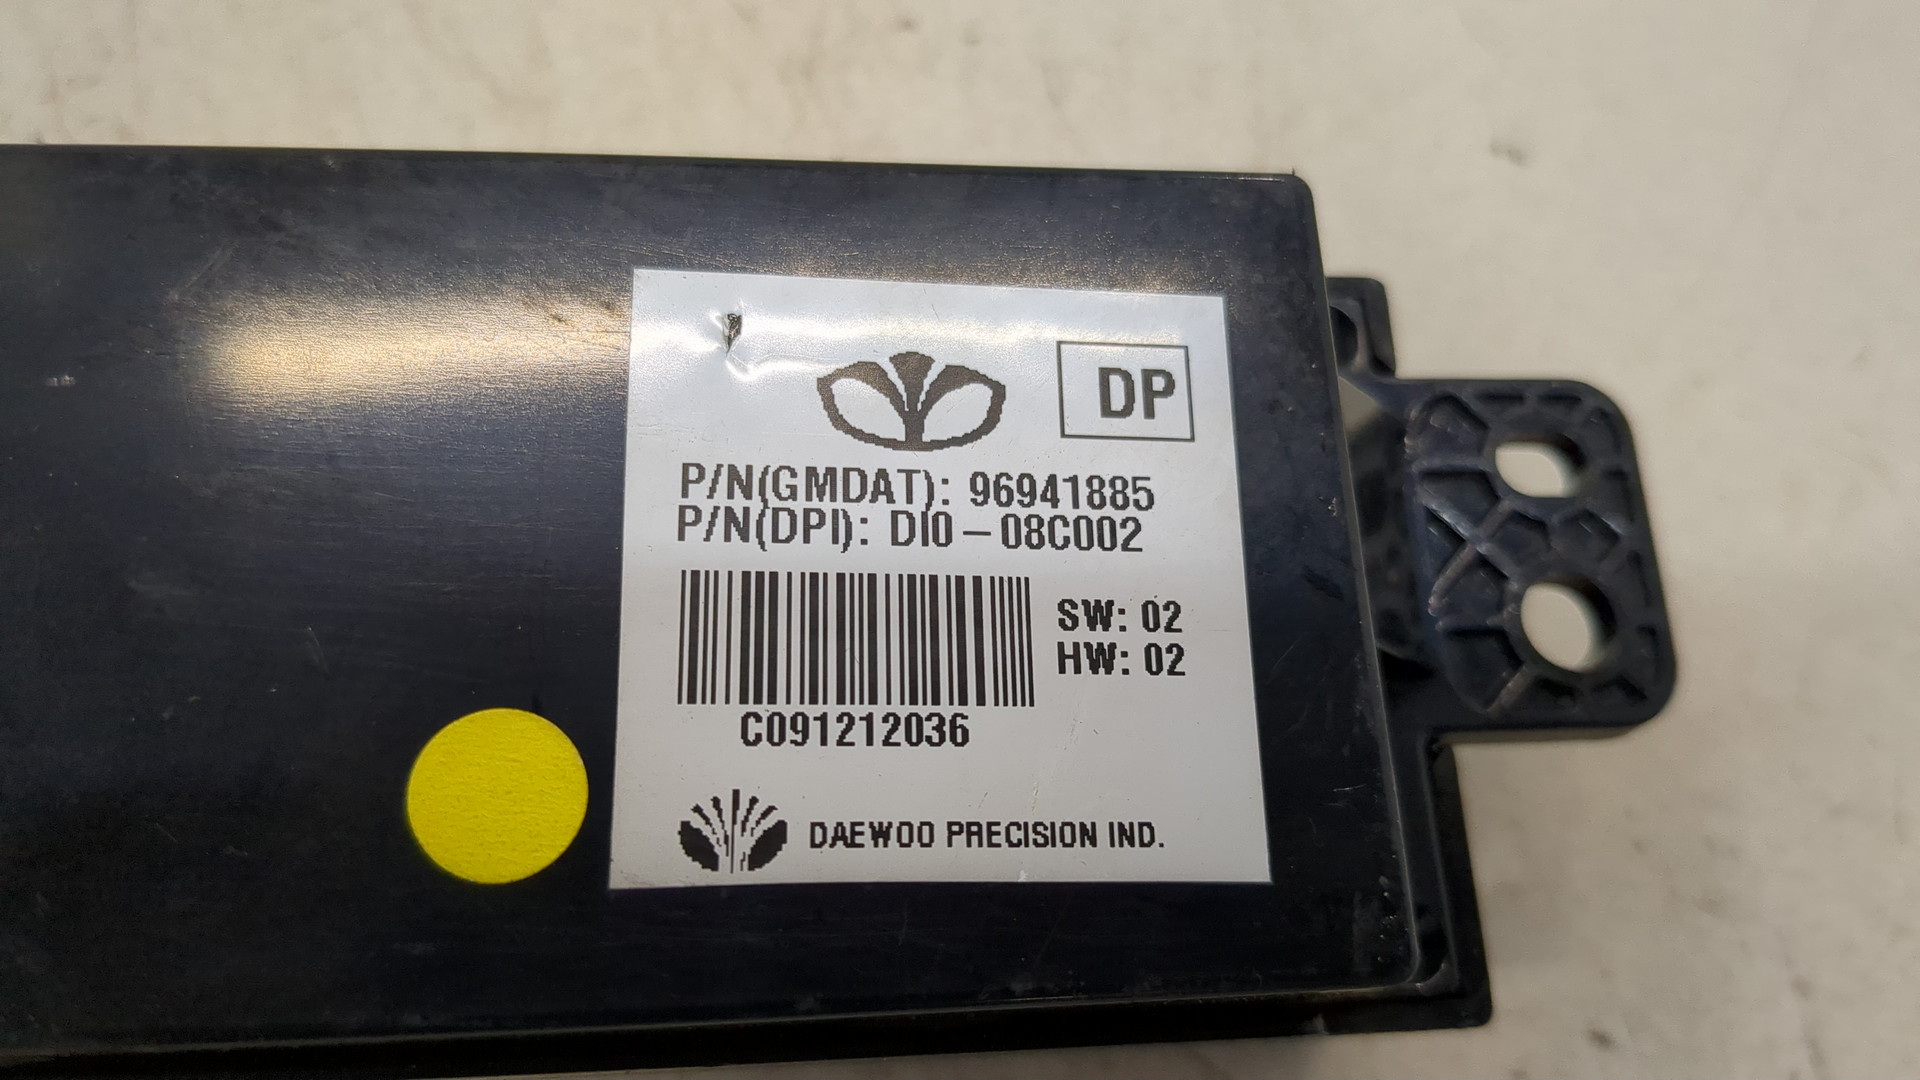 DP
P/N(GMDAT): 96941885
P/N(DPI): DI0-08C002
SW: 02
HW: 02
C091212036
DAEWOO PRECISION IND.